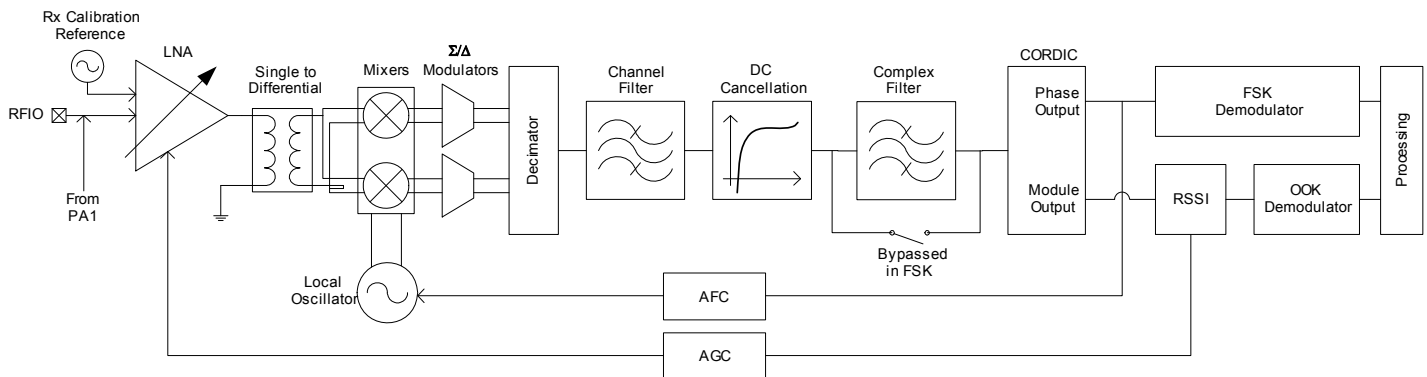 Rx Calibration
Reference
LNA
RFIO
From
PA1
Single to
Differential
Mixers
Σ/Δ
Modulators
Local
Oscillator
Decimator
Channel
Filter
DC
Cancellation
Complex
Filter
Bypassed
in FSK
CORDIC
Phase
Output
Module
Output
FSK
Demodulator
RSSI
OOK
Demodulator
Processing
AFC
AGC